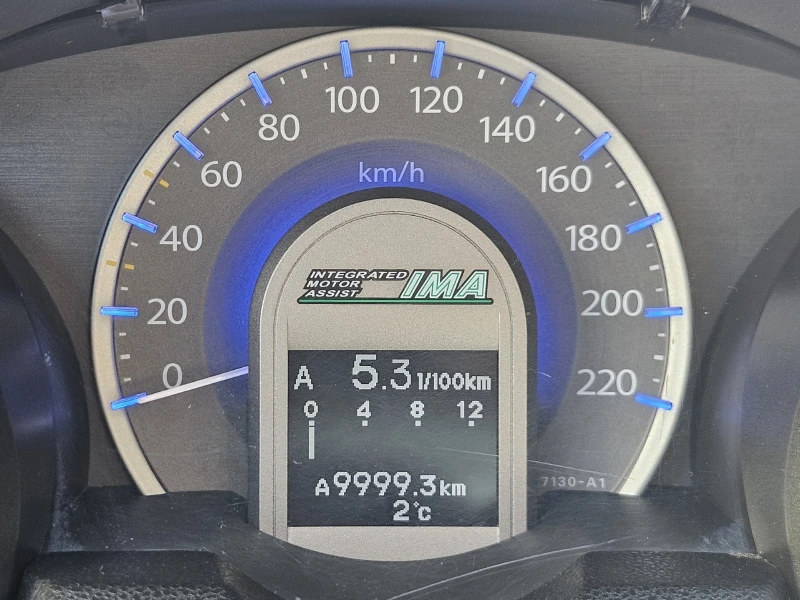 0
20
40
60
80
100
120
140
160
180
200
220
km/h
INTEGRATED
MOTOR
ASSIST
IMA
A 5.3 l/100km
0 4 8 12
A9999.3km
2°c
7130-A1